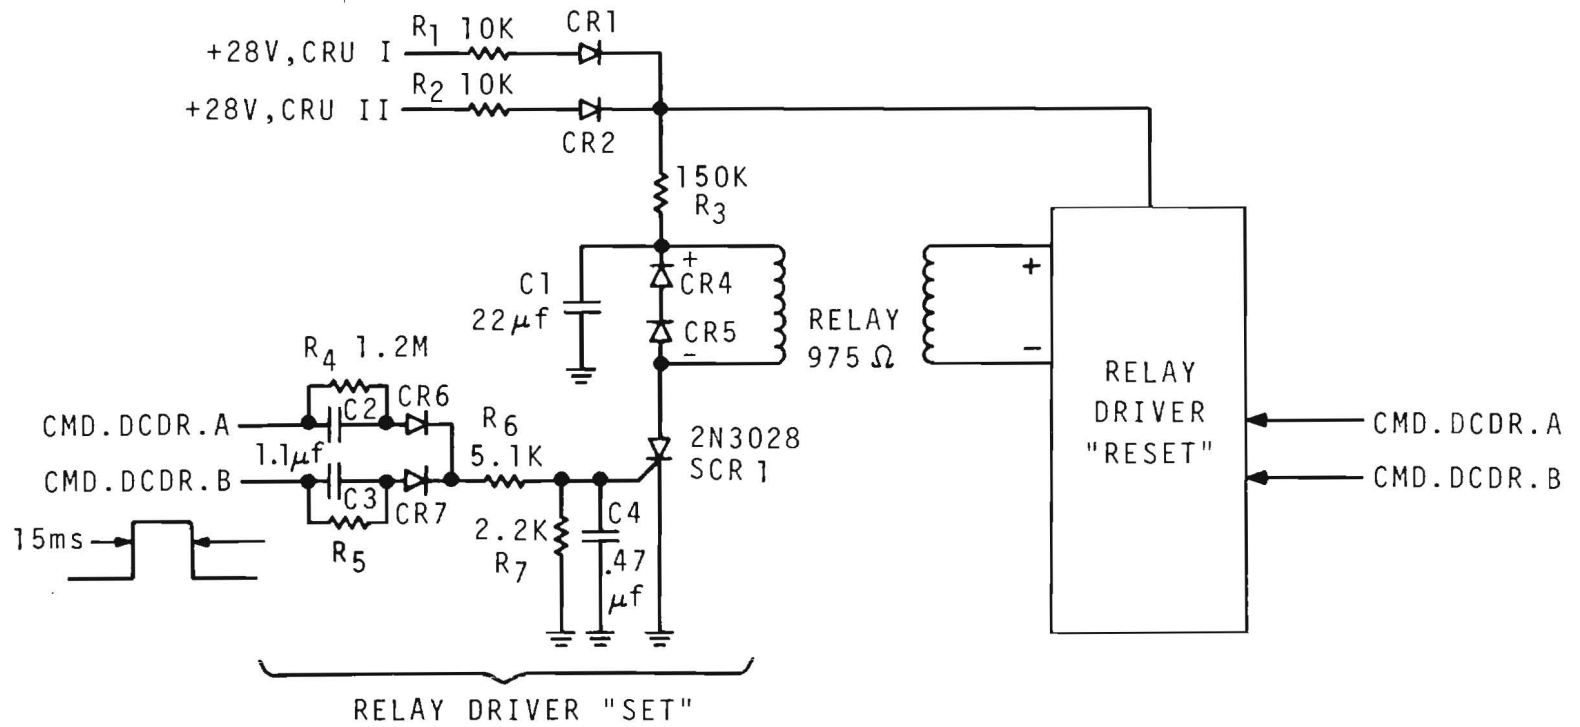 +28V,CRU I
R1 10K
CR1
+28V,CRU II
R2 10K
CR2
150K
R3
+
CR4
C1
22μf
CR5
-
RELAY
975Ω
+
-
RELAY
DRIVER
"RESET"
CMD.DCDR.A
CMD.DCDR.B
R4 1.2M
C2
CR6
CMD.DCDR.A
1.1μf
CMD.DCDR.B
C3
CR7
R5
R6
5.1K
2N3028
SCR 1
2.2K
R7
C4
.47
μf
15ms
RELAY DRIVER "SET"